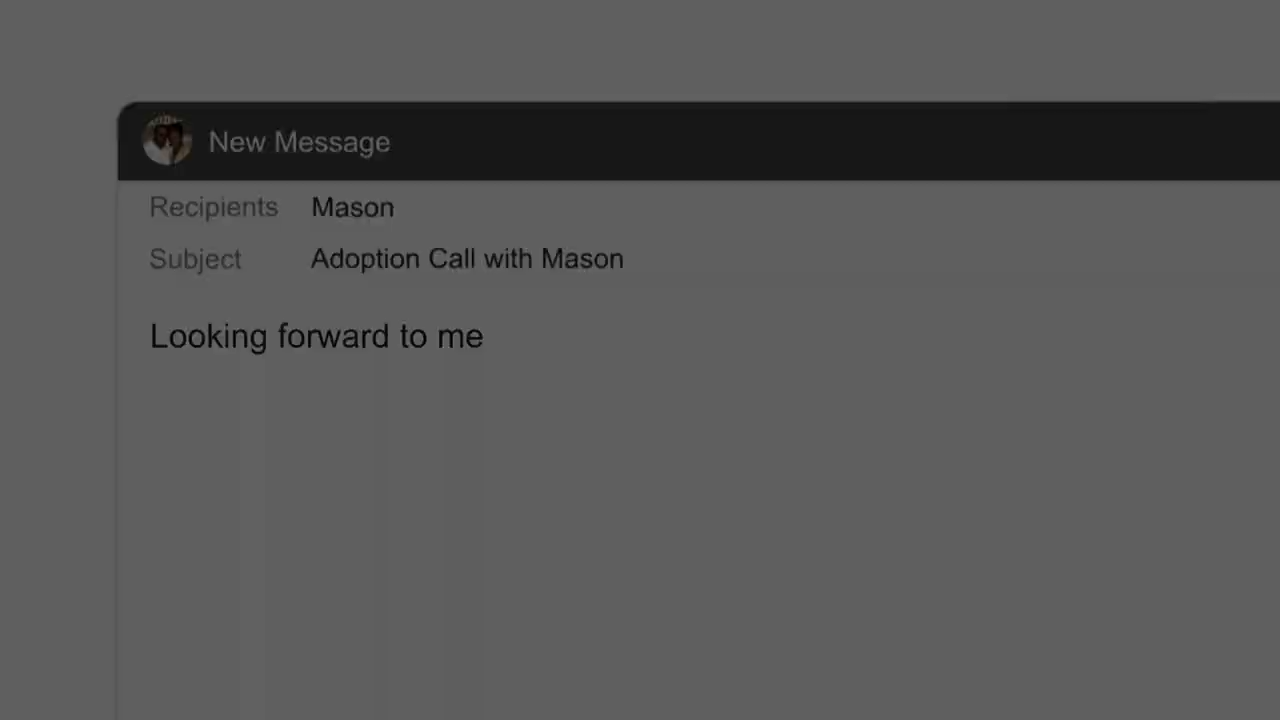 New Message
Recipients Mason
Subject Adoption Call with Mason
Looking forward to me